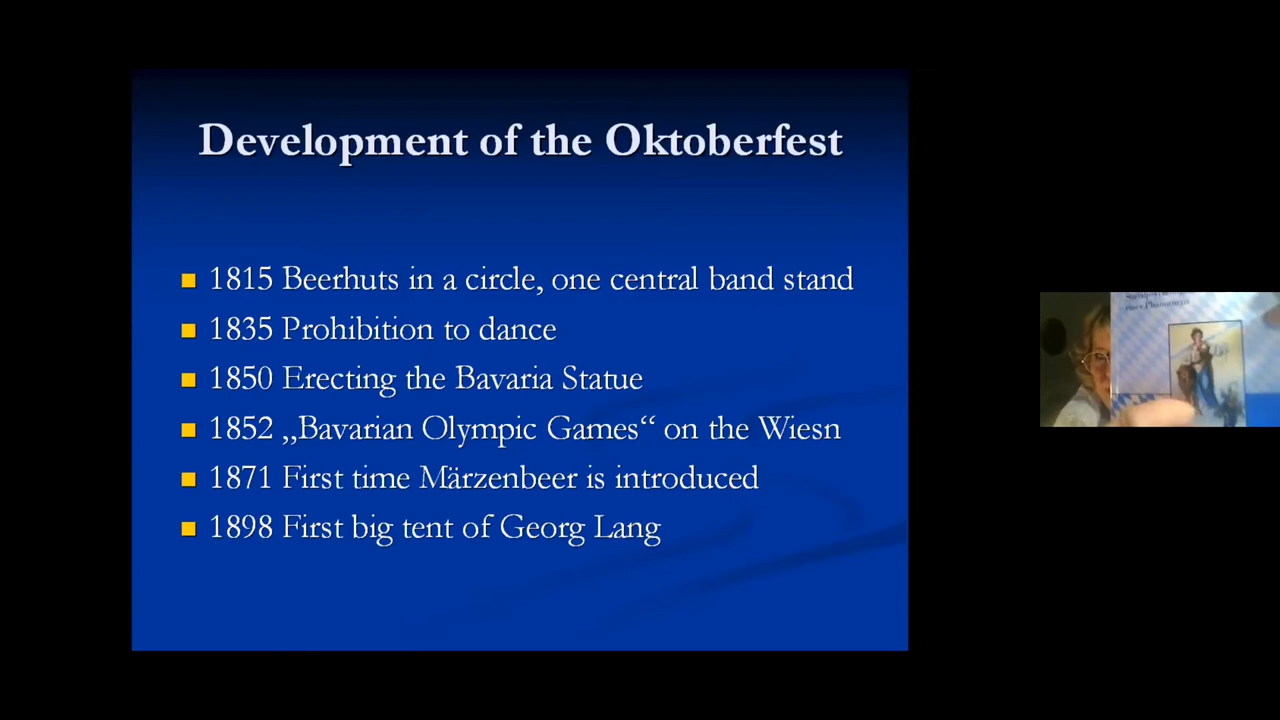 Development of the Oktoberfest
1815 Beerhuts in a circle, one central band stand
1835 Prohibition to dance
1850 Erecting the Bavaria Statue
1852 „Bavarian Olympic Games“ on the Wiesn
1871 First time Märzenbeer is introduced
1898 First big tent of Georg Lang
eines Phänomens